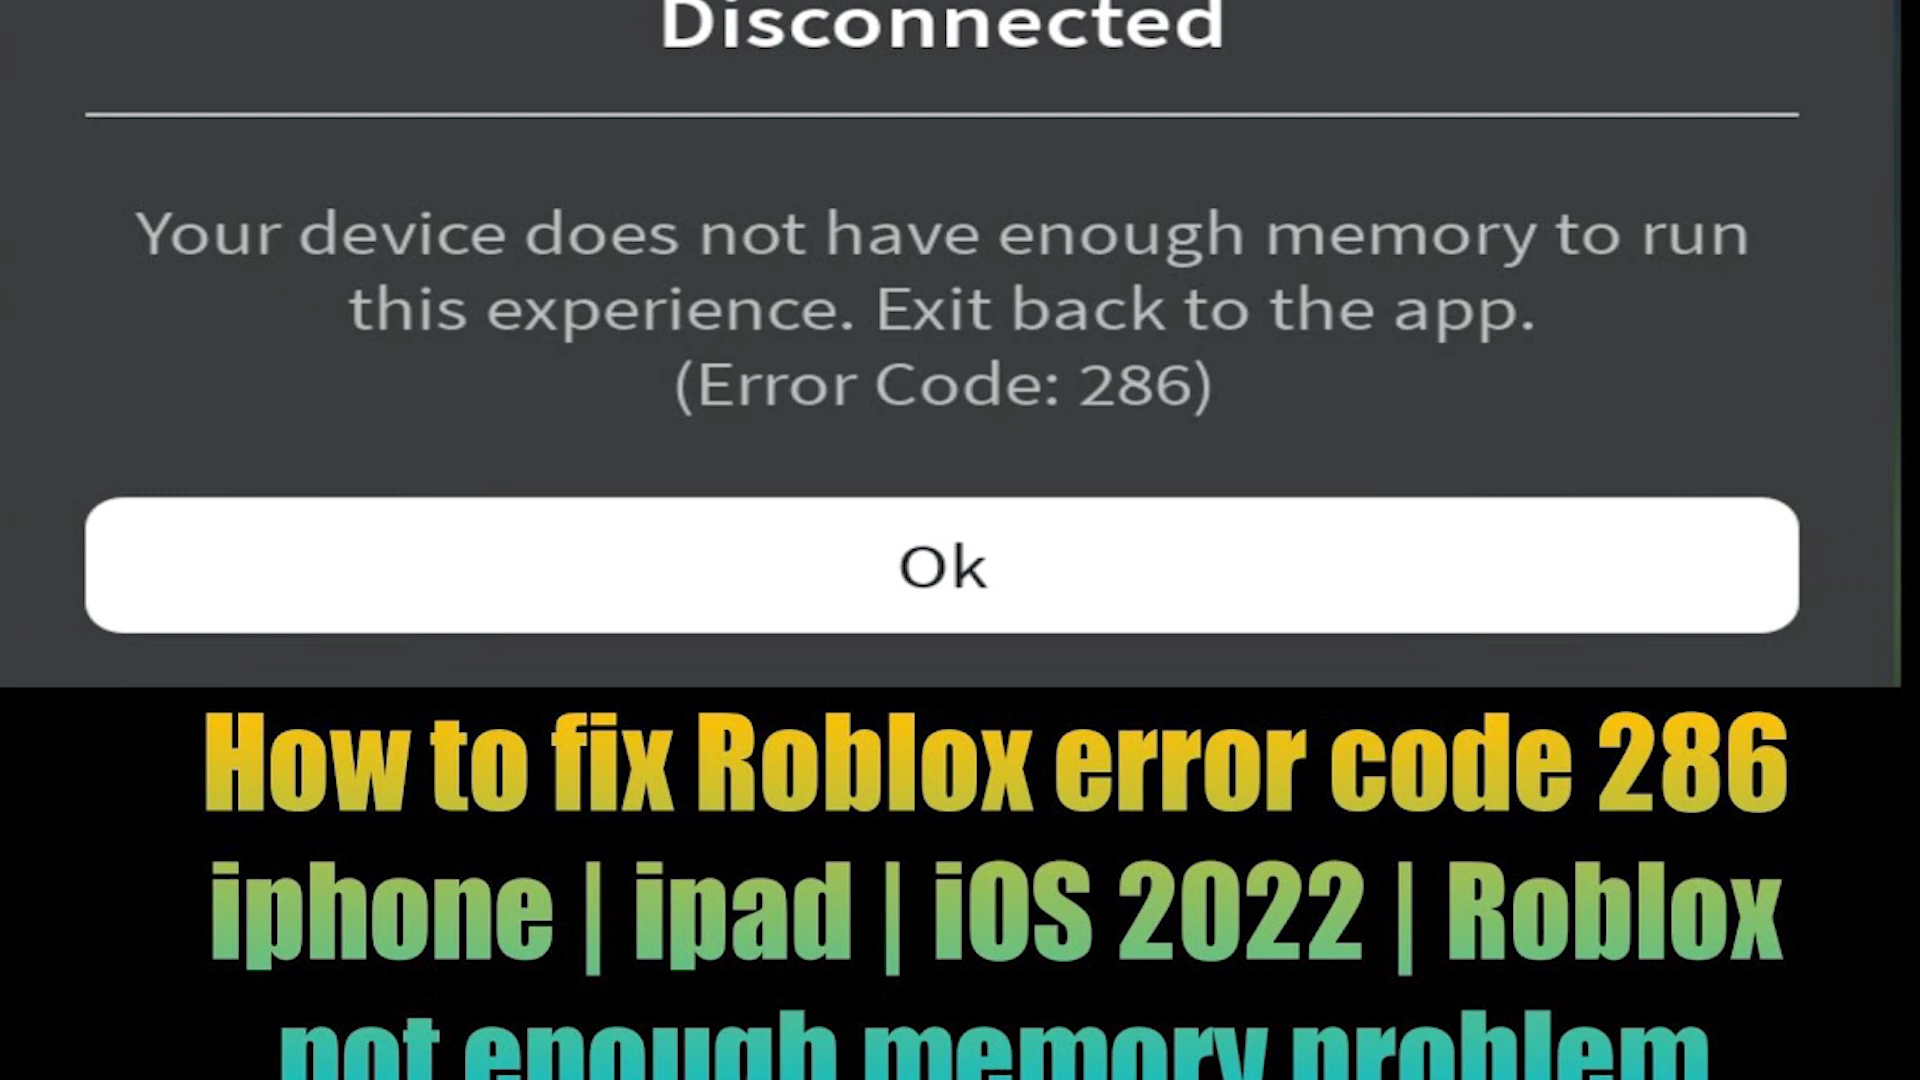 Disconnected
Your device does not have enough memory to run
this experience. Exit back to the app.
(Error Code: 286)
Ok
How to fix Roblox error code 286
iphone | ipad | iOS 2022 | Roblox
not enough memory problem